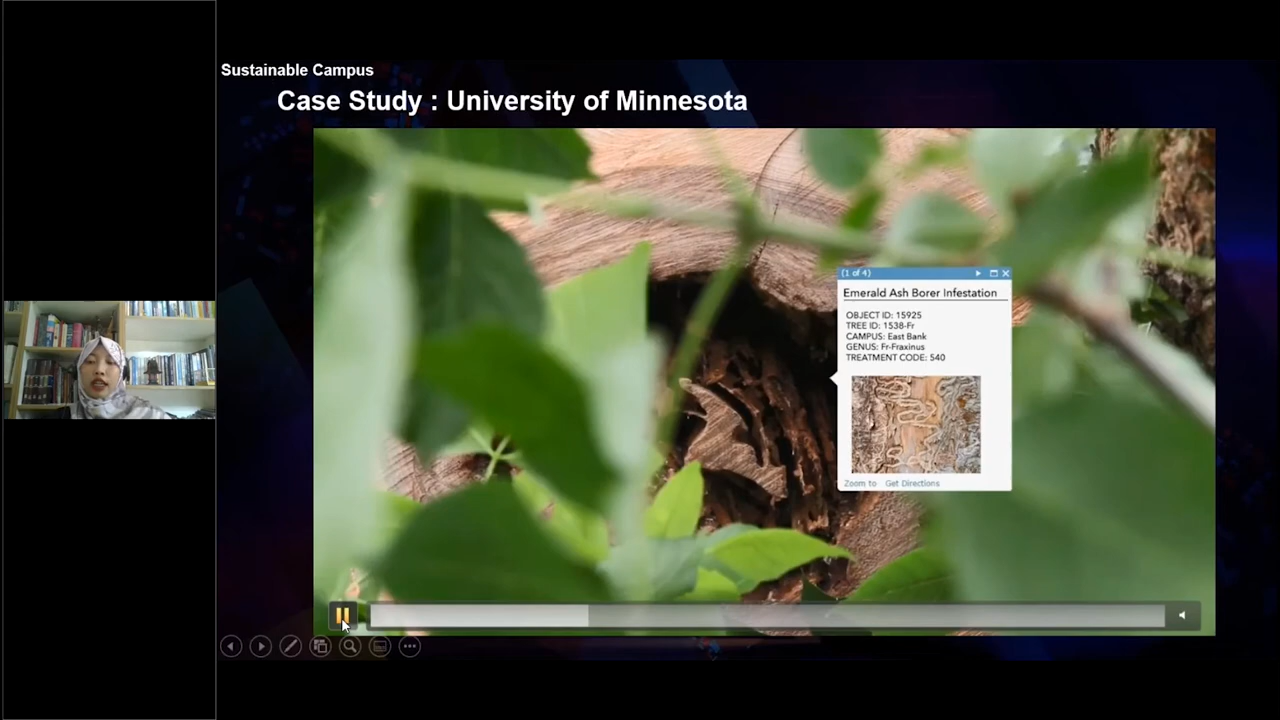 Sustainable Campus
Case Study : University of Minnesota
(1 of 4)
Emerald Ash Borer Infestation
OBJECT ID: 15925
TREE ID: 1538-Fr
CAMPUS: East Bank
GENUS: Fr-Fraxinus
TREATMENT CODE: 540
Zoom to Get Directions